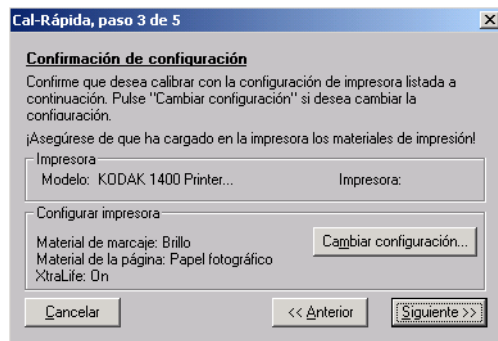 Cal-Rápida, paso 3 de 5
Confirmación de configuración
Confirme que desea calibrar con la configuración de impresora listada a
continuación. Pulse "Cambiar configuración" si desea cambiar la
configuración.
¡Asegúrese de que ha cargado en la impresora los materiales de impresión!
Impresora
Modelo: KODAK 1400 Printer... Impresora:
Configurar impresora
Material de marcaje: Brillo
Cambiar configuración...
Material de la página: Papel fotográfico
XtraLife: On
Cancelar << Anterior Siguiente >>